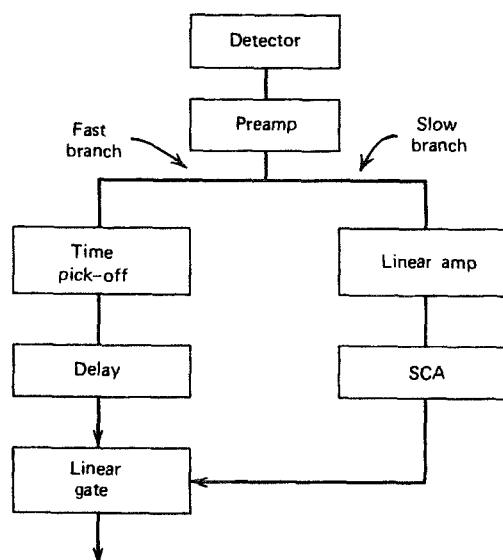 Detector
Preamp
Fast
branch
Slow
branch
Time
pick-off
Linear amp
Delay
SCA
Linear
gate